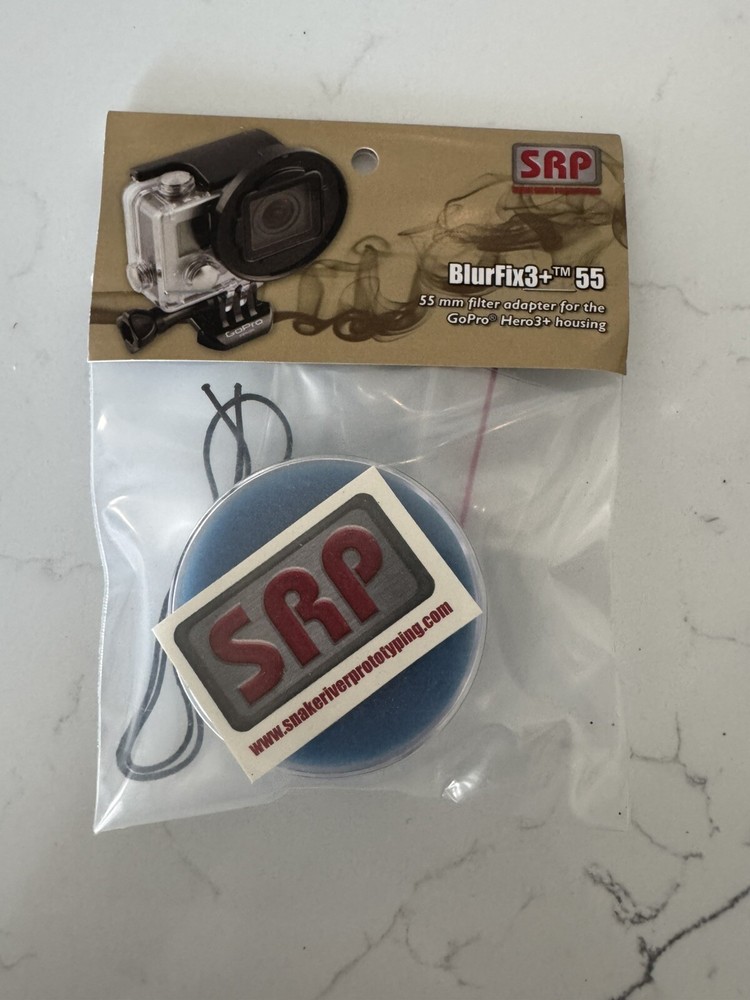 SRP
BlurFix3+™ 55
55 mm filter adapter for the
GoPro® Hero3+ housing
GoPro
SRP
www.snakeriverprototyping.com